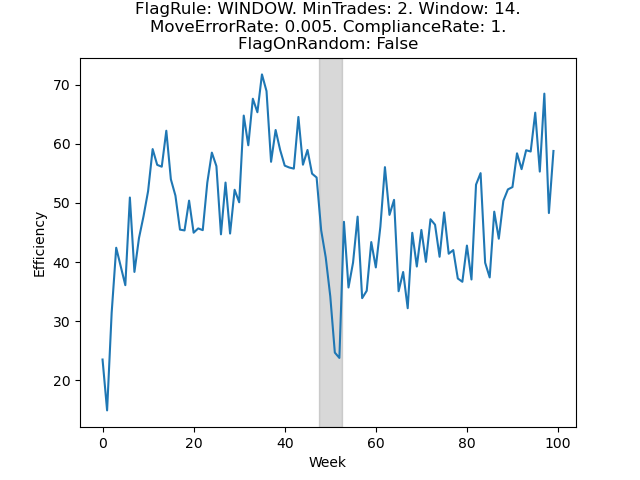 FlagRule: WINDOW. MinTrades: 2. Window: 14.
MoveErrorRate: 0.005. ComplianceRate: 1.
FlagOnRandom: False
70
60
50
40
30
20
Efficiency
0 20 40 60 80 100
Week